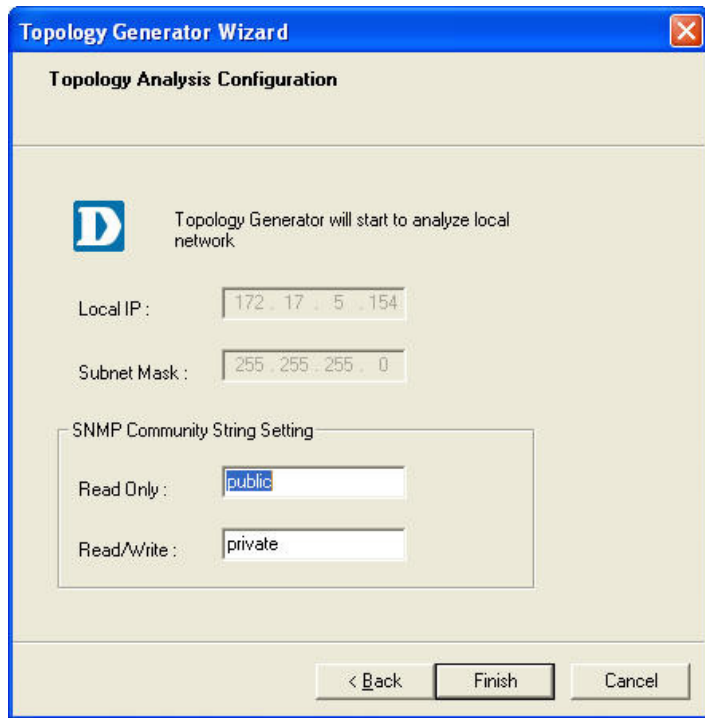 Topology Generator Wizard
Topology Analysis Configuration
D
Topology Generator will start to analyze local
network
Local IP : 172 . 17 . 5 . 154
Subnet Mask : 255 . 255 . 255 . 0
SNMP Community String Setting
Read Only : public
Read/Write : private
< Back Finish Cancel